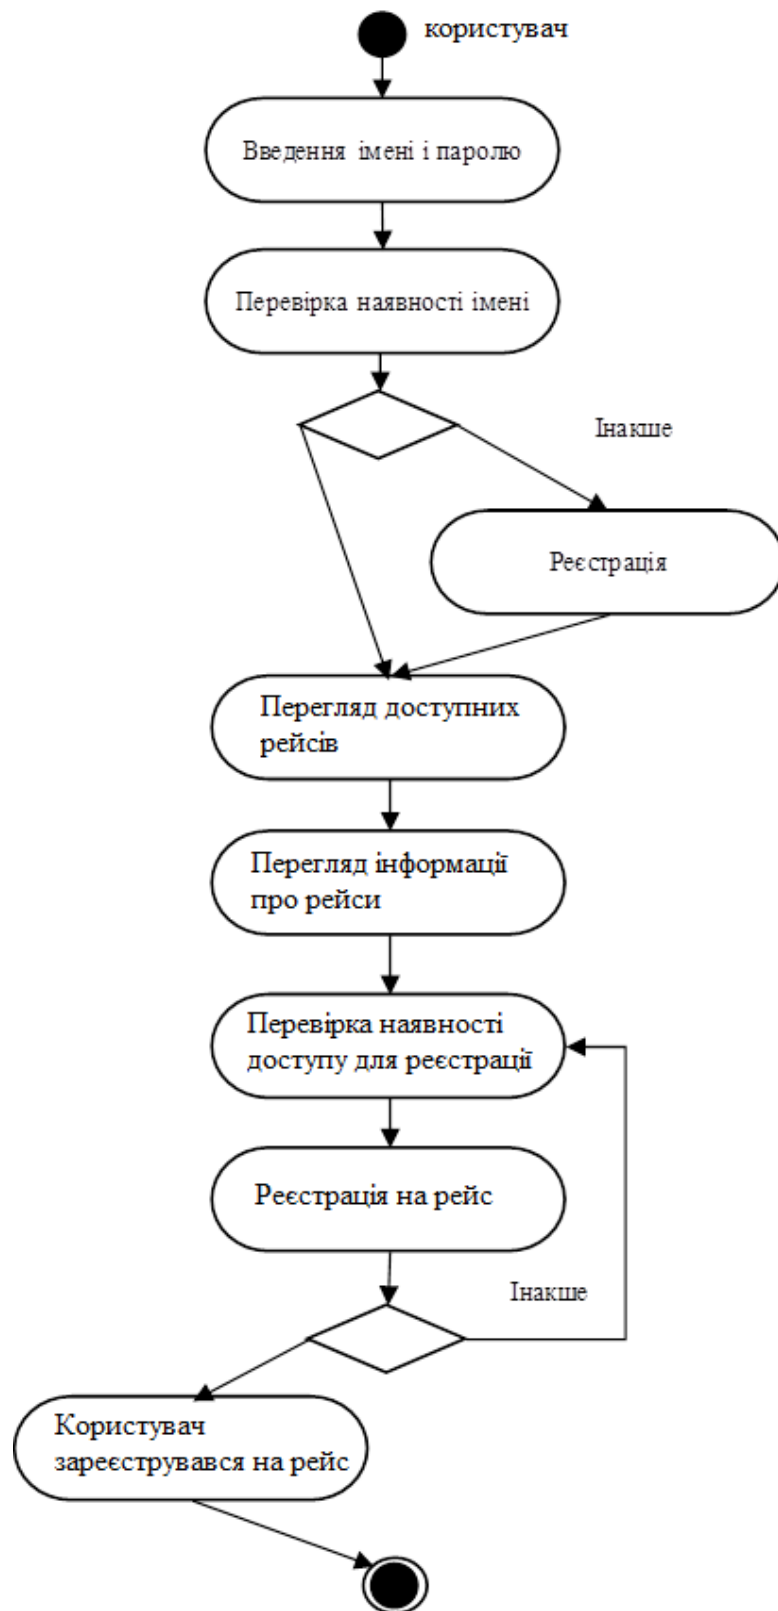 користувач
Введення імені і паролю
Перевірка наявності імені
Інакше
Реєстрація
Перегляд доступних
рейсів
Перегляд інформації
про рейси
Перевірка наявності
доступу для реєстрації
Реєстрація на рейс
Інакше
Користувач
зареєструвався на рейс